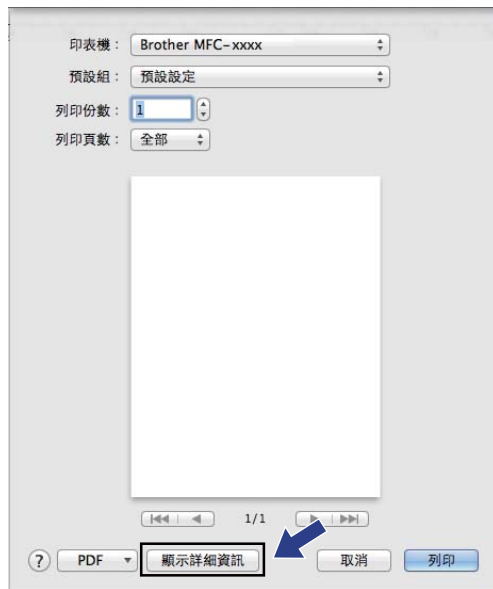 印表機： Brother MFC-xxxx
預設組： 預設設定
列印份數： 1
列印頁數： 全部
1/1
? PDF 顯示詳細資訊 取消 列印